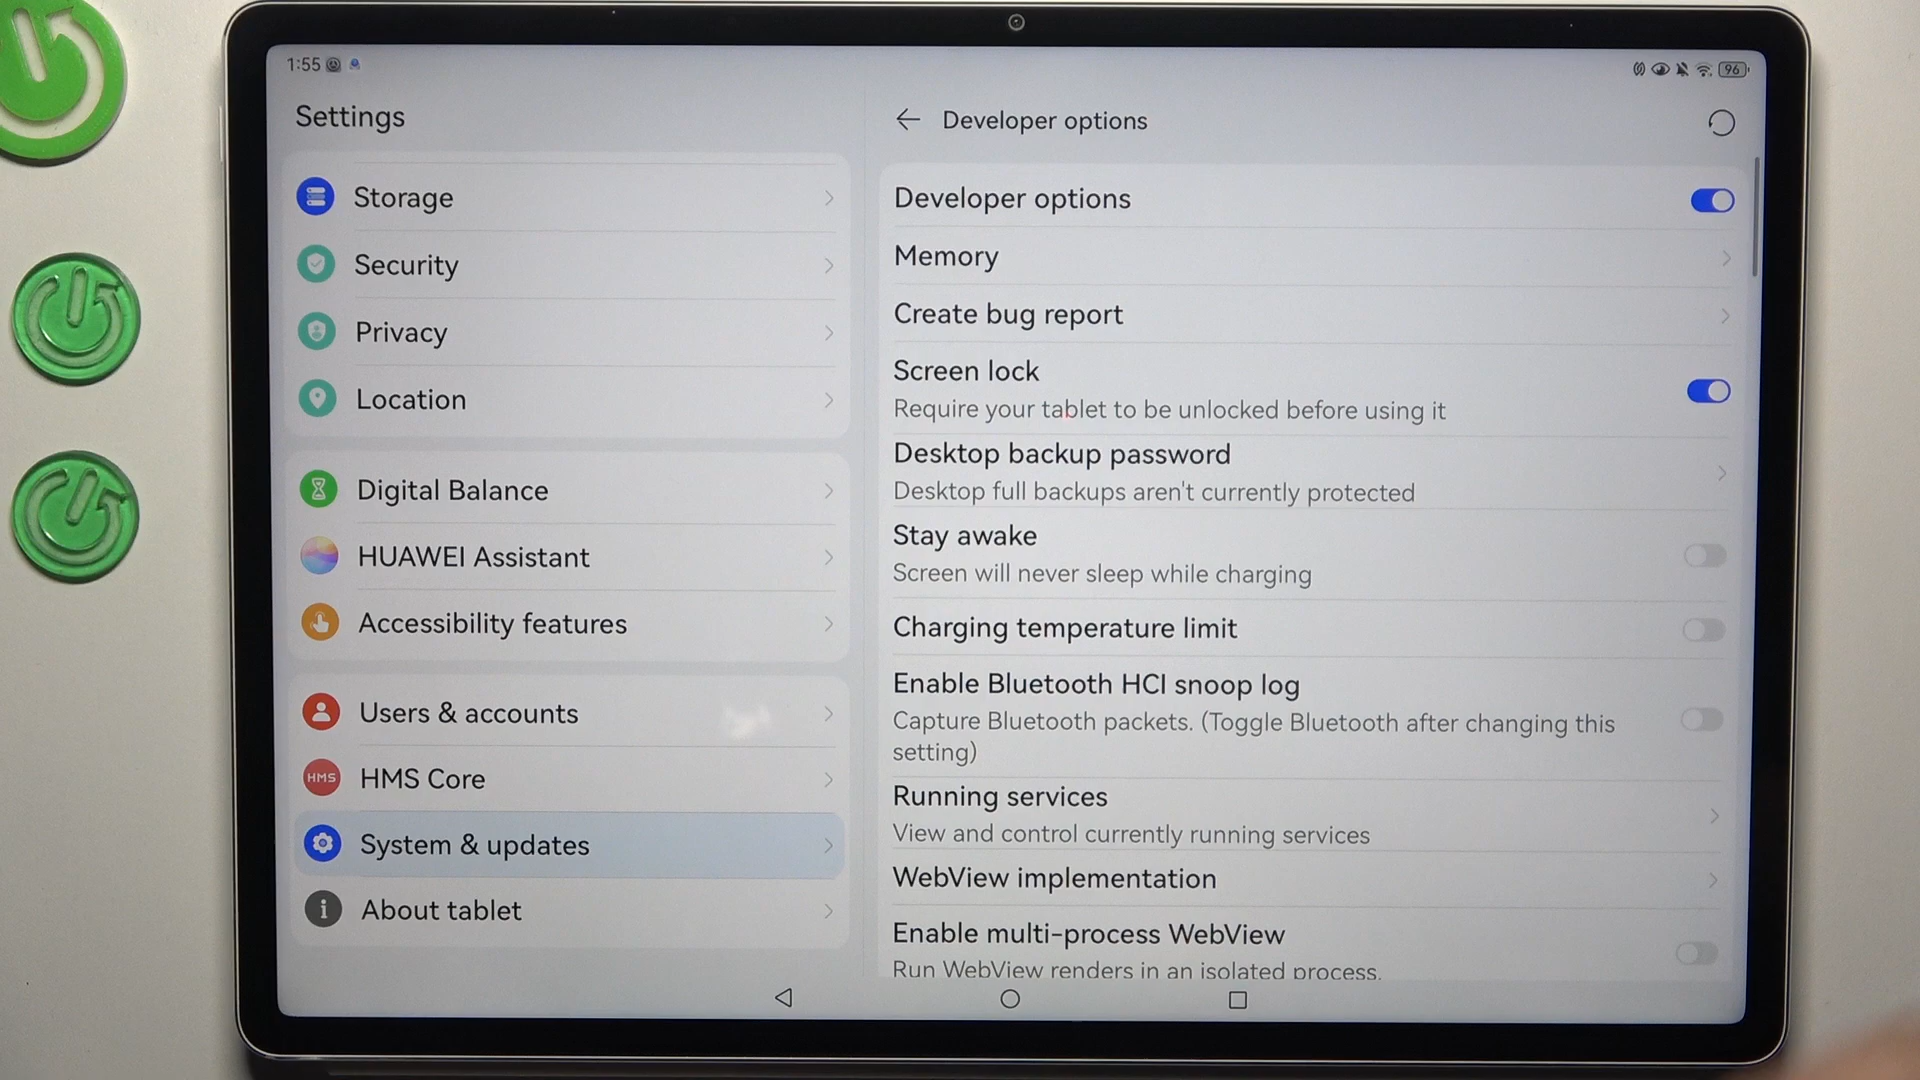 1:55
96
Settings
Storage
Security
Privacy
Location
Digital Balance
HUAWEI Assistant
Accessibility features
Users & accounts
HMS
HMS Core
System & updates
About tablet
Developer options
Developer options
Memory
Create bug report
Screen lock
Require your tablet to be unlocked before using it
Desktop backup password
Desktop full backups aren't currently protected
Stay awake
Screen will never sleep while charging
Charging temperature limit
Enable Bluetooth HCI snoop log
Capture Bluetooth packets. (Toggle Bluetooth after changing this
setting)
Running services
View and control currently running services
WebView implementation
Enable multi-process WebView
Run WebView renders in an isolated process.